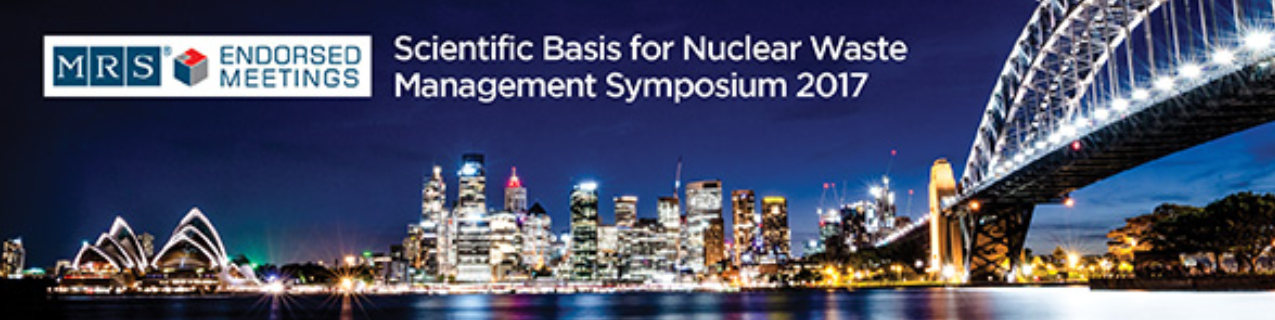 MRS® ENDORSED
MEETINGS
Scientific Basis for Nuclear Waste
Management Symposium 2017